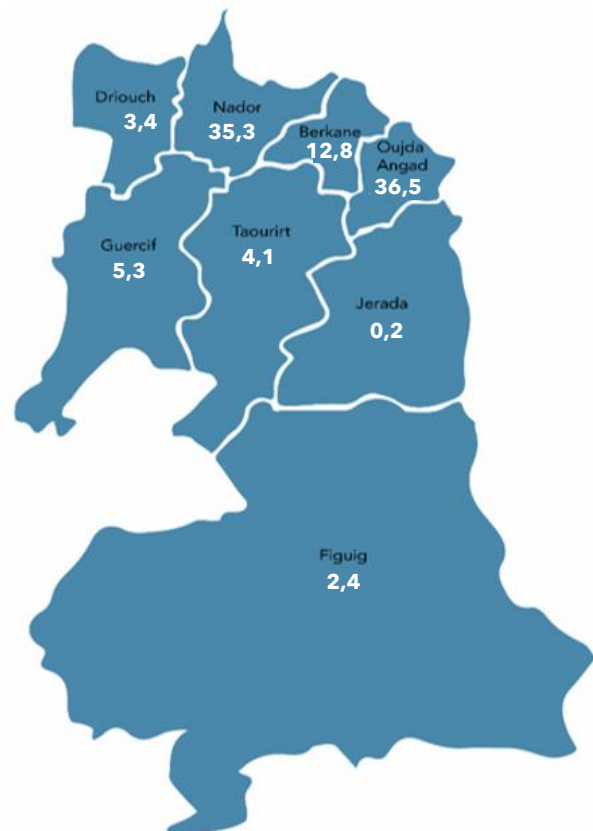 Driouch
3,4
Nador
35,3
Berkane
12,8
Oujda
Angad
36,5
Guercif
5,3
Taourirt
4,1
Jerada
0,2
Figuig
2,4